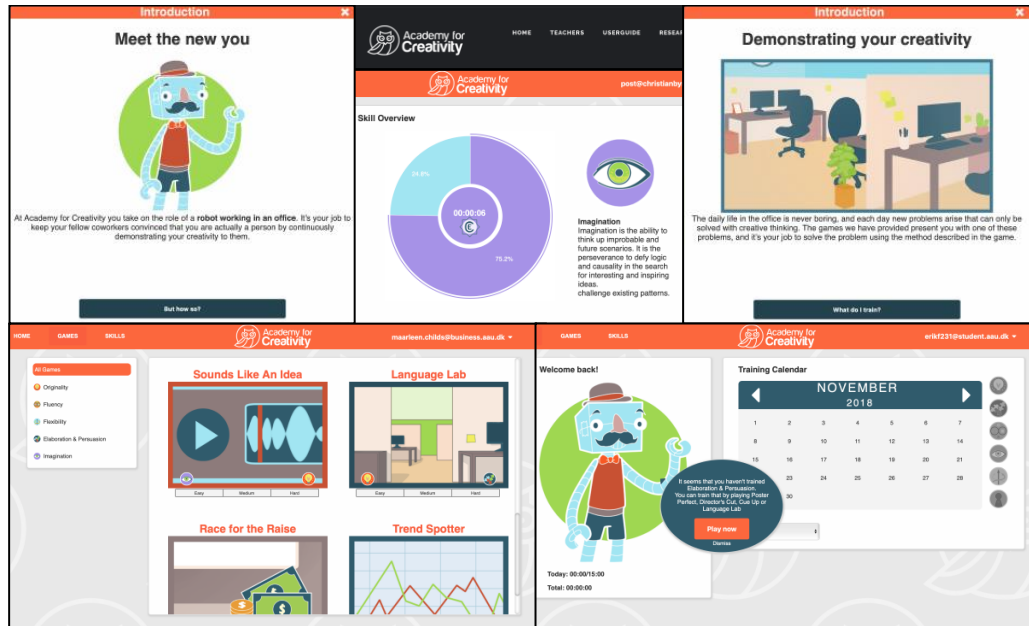 Introduction
Meet the new you
At Academy for Creativity you take on the role of a robot working in an office. It's your job to
keep your fellow coworkers convinced that you are actually a person by continuously
demonstrating your creativity to them.
But how so?
Academy for
Creativity
HOME TEACHERS USERGUIDE RESEAR
Academy for
Creativity
post@christianby
Skill Overview
00:00:06
75.2%
Imagination
Imagination is the ability to
think up improbable and
future scenarios. It is the
perseverance to defy logic
and causality in the search
for interesting and inspiring
ideas.
challenge existing patterns.
Introduction
Demonstrating your creativity
The daily life in the office is never boring, and each day new problems arise that can only be
solved with creative thinking. The games we have provided present you with one of these
problems, and it's your job to solve the problem using the method described in the game.
What do I train?
HOME GAMES SKILLS
Academy for
Creativity
maarleen.childs@business.aau.dk
All Games
Originality
Fluency
Flexibility
Elaboration & Persuasion
Imagination
Sounds Like An Idea
Easy Medium Hard
Language Lab
Easy Medium Hard
Race for the Raise
Trend Spotter
GAMES SKILLS
Academy for
Creativity
erikf231@student.aau.dk
Welcome back!
It seems that you haven't trained
Elaboration & Persuasion.
You can train that by playing Poster
Perfect, Director's Cut, Cue Up or
Language Lab
Play now
Dismiss
Today: 00:00/15:00
Total: 00:00:00
Training Calendar
NOVEMBER
2018
1 2 3 4 5 6 7
8 9 10 11 12 13 14
15 16 17 18 19 20 21
23 24 25 26 27 28
30